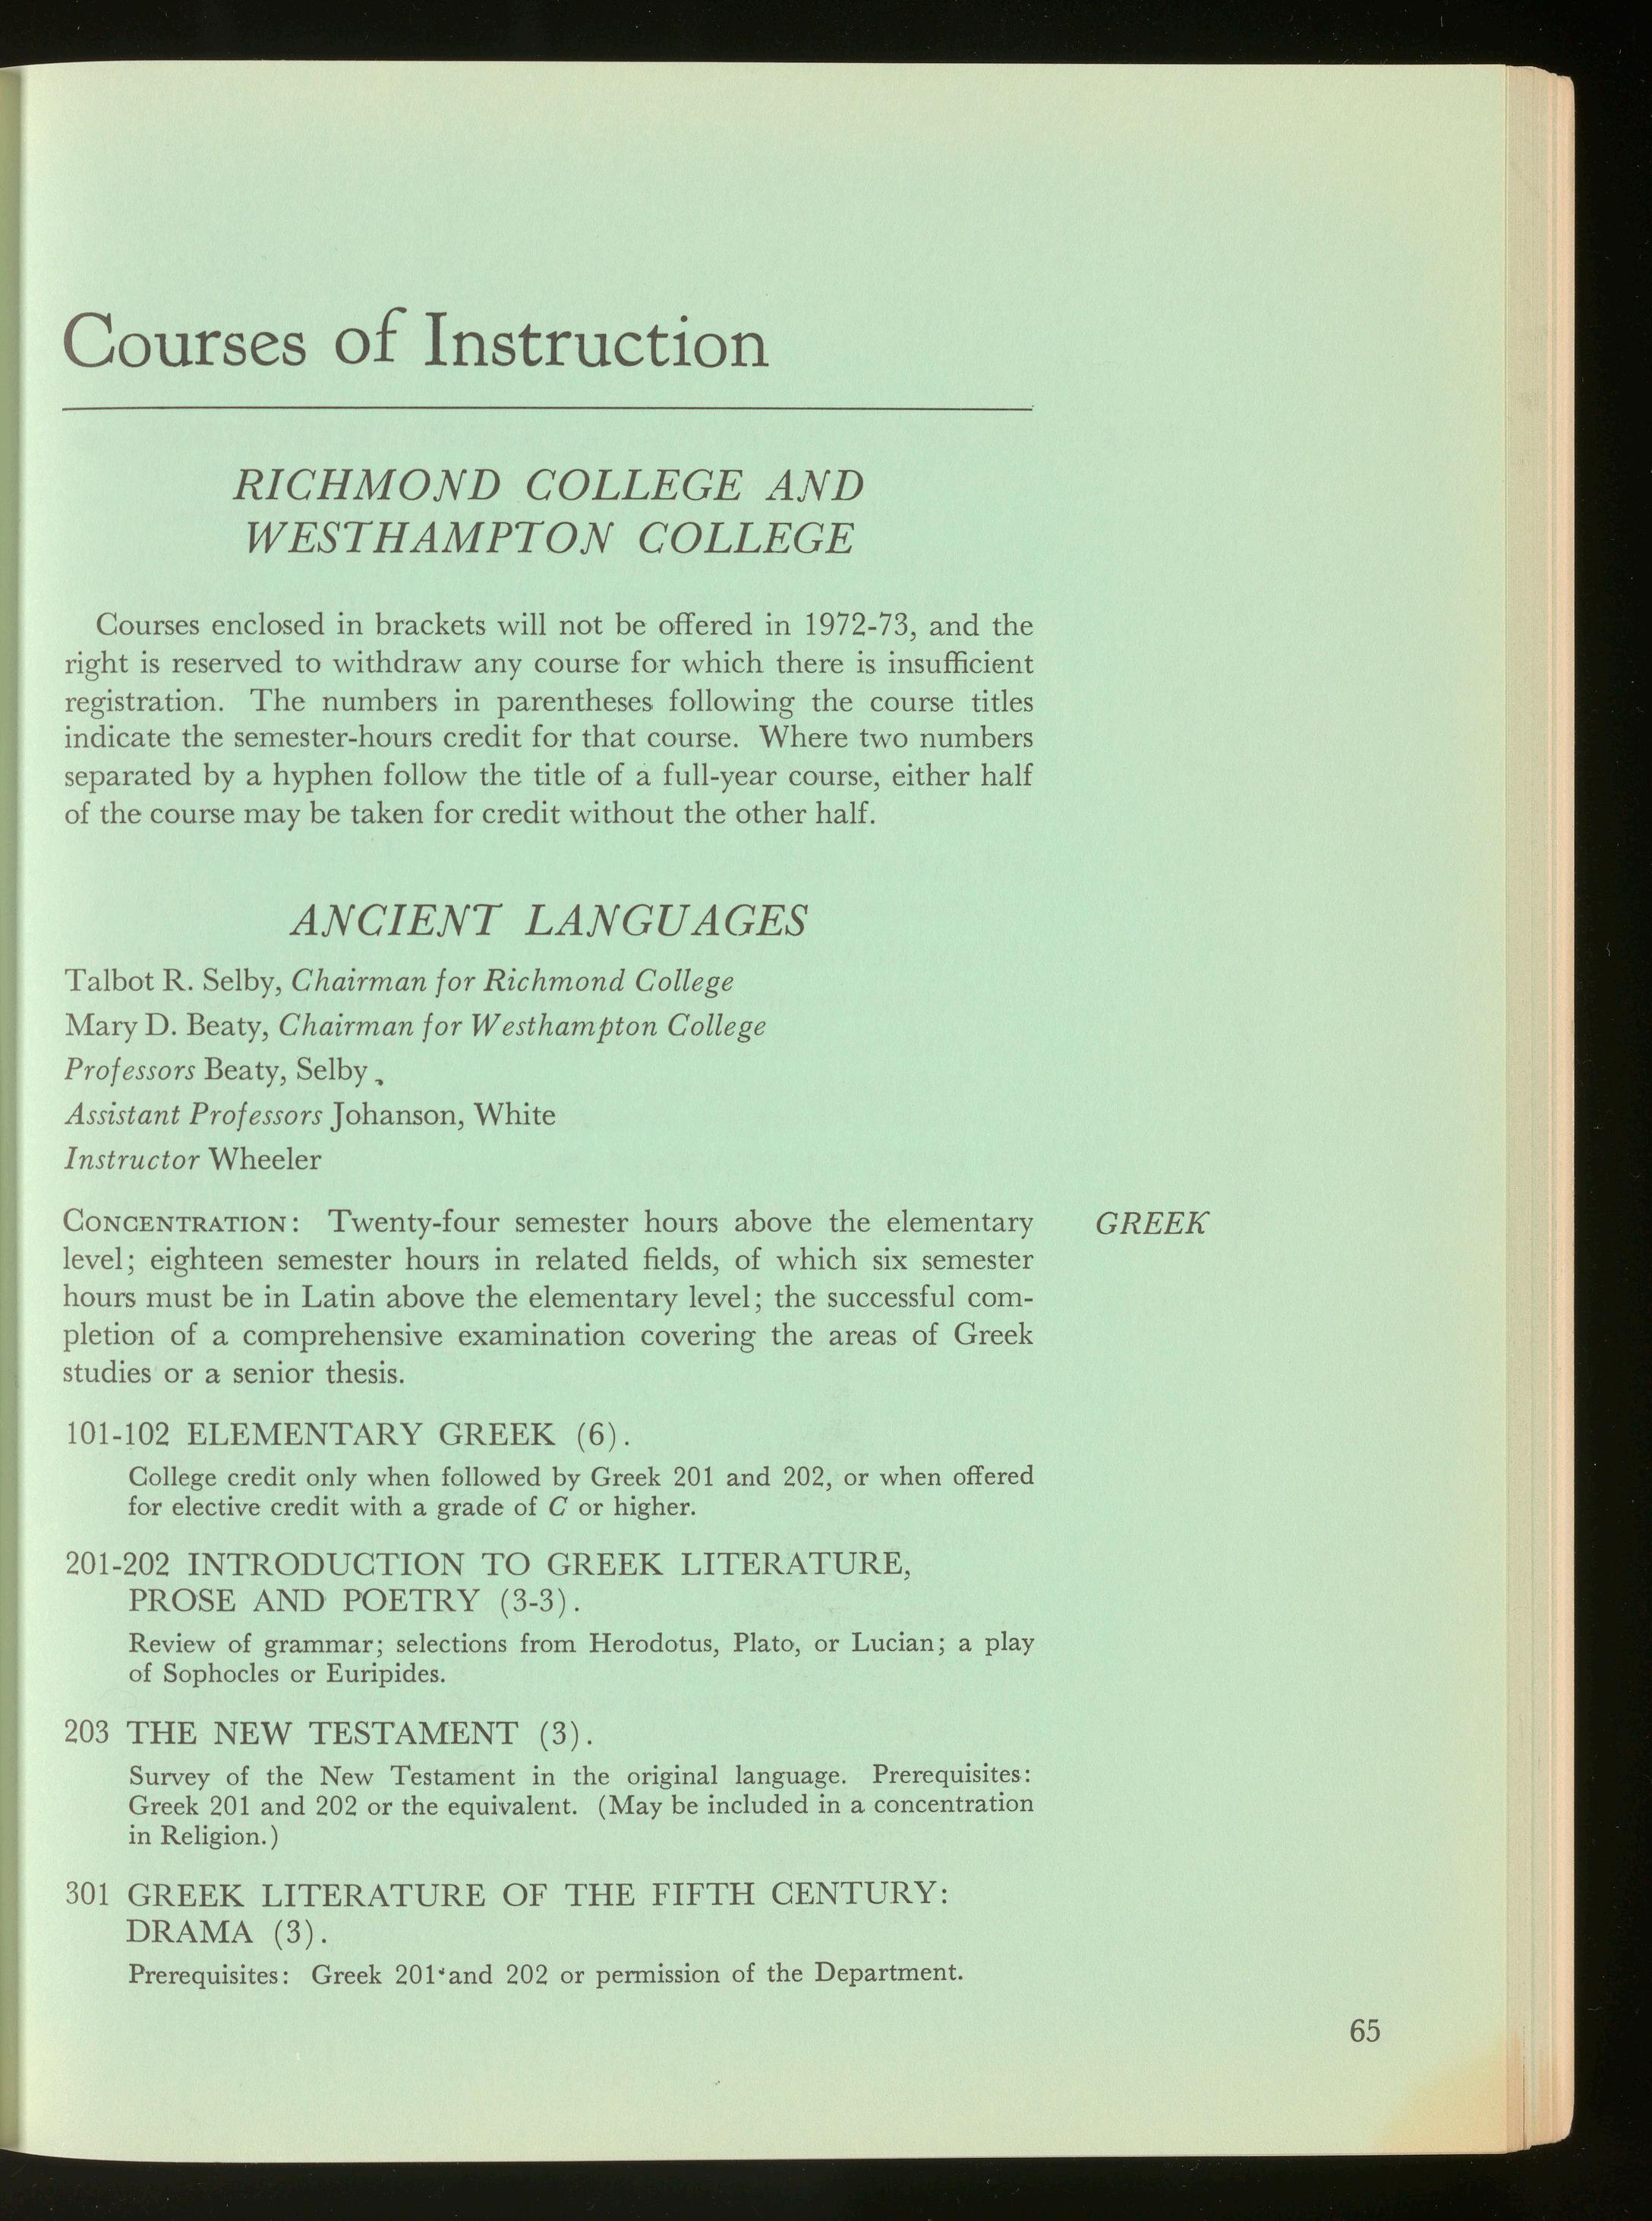 Courses of Instruction
RICHMOND COLLEGE AND
WESTHAMPTON COLLEGE
Courses enclosed in brackets will not be offered in 1972-73, and the
right is reserved to withdraw any course for which there is insufficient
registration. The numbers in parentheses following the course titles
indicate the semester-hours credit for that course. Where two numbers
separated by a hyphen follow the title of a full-year course, either half
of the course may be taken for credit without the other half.
ANCIENT LANGUAGES
Talbot R. Selby, Chairman for Richmond College
Mary D. Beaty, Chairman for Westhampton College
Professors Beaty, Selby
Assistant Professors Johanson, White
Instructor Wheeler
GREEK
CONCENTRATION: Twenty-four semester hours above the elementary
level; eighteen semester hours in related fields, of which six semester
hours must be in Latin above the elementary level; the successful com-
pletion of a comprehensive examination covering the areas of Greek
studies or a senior thesis.
101-102 ELEMENTARY GREEK (6).
College credit only when followed by Greek 201 and 202, or when offered
for elective credit with a grade of C or higher.
201-202 INTRODUCTION TO GREEK LITERATURE,
PROSE AND POETRY (3-3).
Review of grammar; selections from Herodotus, Plato, or Lucian; a play
of Sophocles or Euripides.
203 THE NEW TESTAMENT (3).
Survey of the New Testament in the original language. Prerequisites:
Greek 201 and 202 or the equivalent. (May be included in a concentration
in Religion.)
301 GREEK LITERATURE OF THE FIFTH CENTURY:
DRAMA (3).
Prerequisites: Greek 201 and 202 or permission of the Department.
65